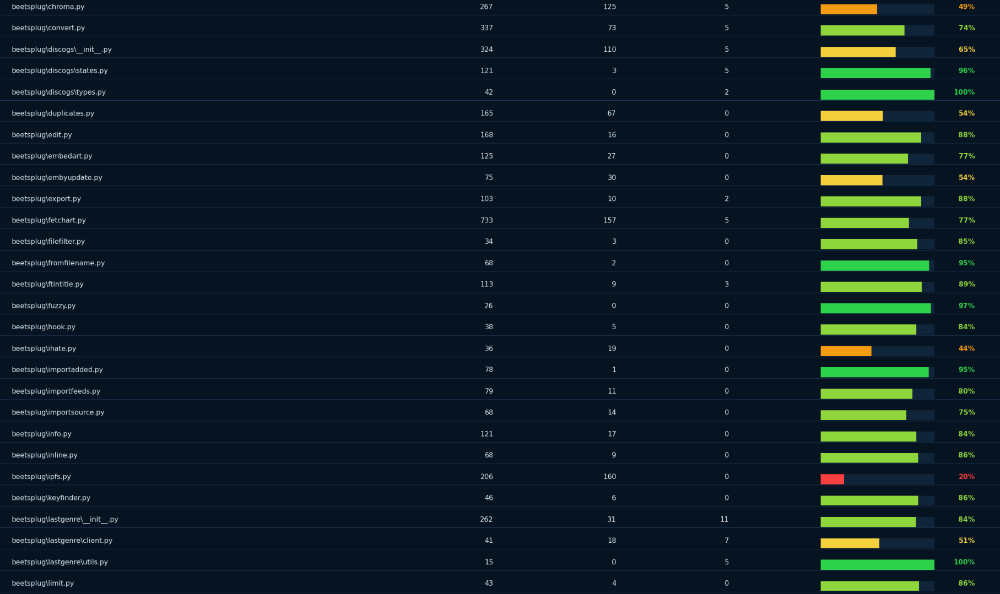 beetsplug\chroma.py 267 125 5 49%
beetsplug\convert.py 337 73 5 74%
beetsplug\discogs\__init__.py 324 110 5 65%
beetsplug\discogs\states.py 121 3 5 96%
beetsplug\discogs\types.py 42 0 2 100%
beetsplug\duplicates.py 165 67 0 54%
beetsplug\edit.py 168 16 0 88%
beetsplug\embedart.py 125 27 0 77%
beetsplug\embyupdate.py 75 30 0 54%
beetsplug\export.py 103 10 2 88%
beetsplug\fetchart.py 733 157 5 77%
beetsplug\filefilter.py 34 3 0 85%
beetsplug\fromfilename.py 68 2 0 95%
beetsplug\ftintitle.py 113 9 3 89%
beetsplug\fuzzy.py 26 0 0 97%
beetsplug\hook.py 38 5 0 84%
beetsplug\ihate.py 36 19 0 44%
beetsplug\importadded.py 78 1 0 95%
beetsplug\importfeeds.py 79 11 0 80%
beetsplug\importsource.py 68 14 0 75%
beetsplug\info.py 121 17 0 84%
beetsplug\inline.py 68 9 0 86%
beetsplug\ipfs.py 206 160 0 20%
beetsplug\keyfinder.py 46 6 0 86%
beetsplug\lastgenre\__init__.py 262 31 11 84%
beetsplug\lastgenre\client.py 41 18 7 51%
beetsplug\lastgenre\utils.py 15 0 5 100%
beetsplug\limit.py 43 4 0 86%